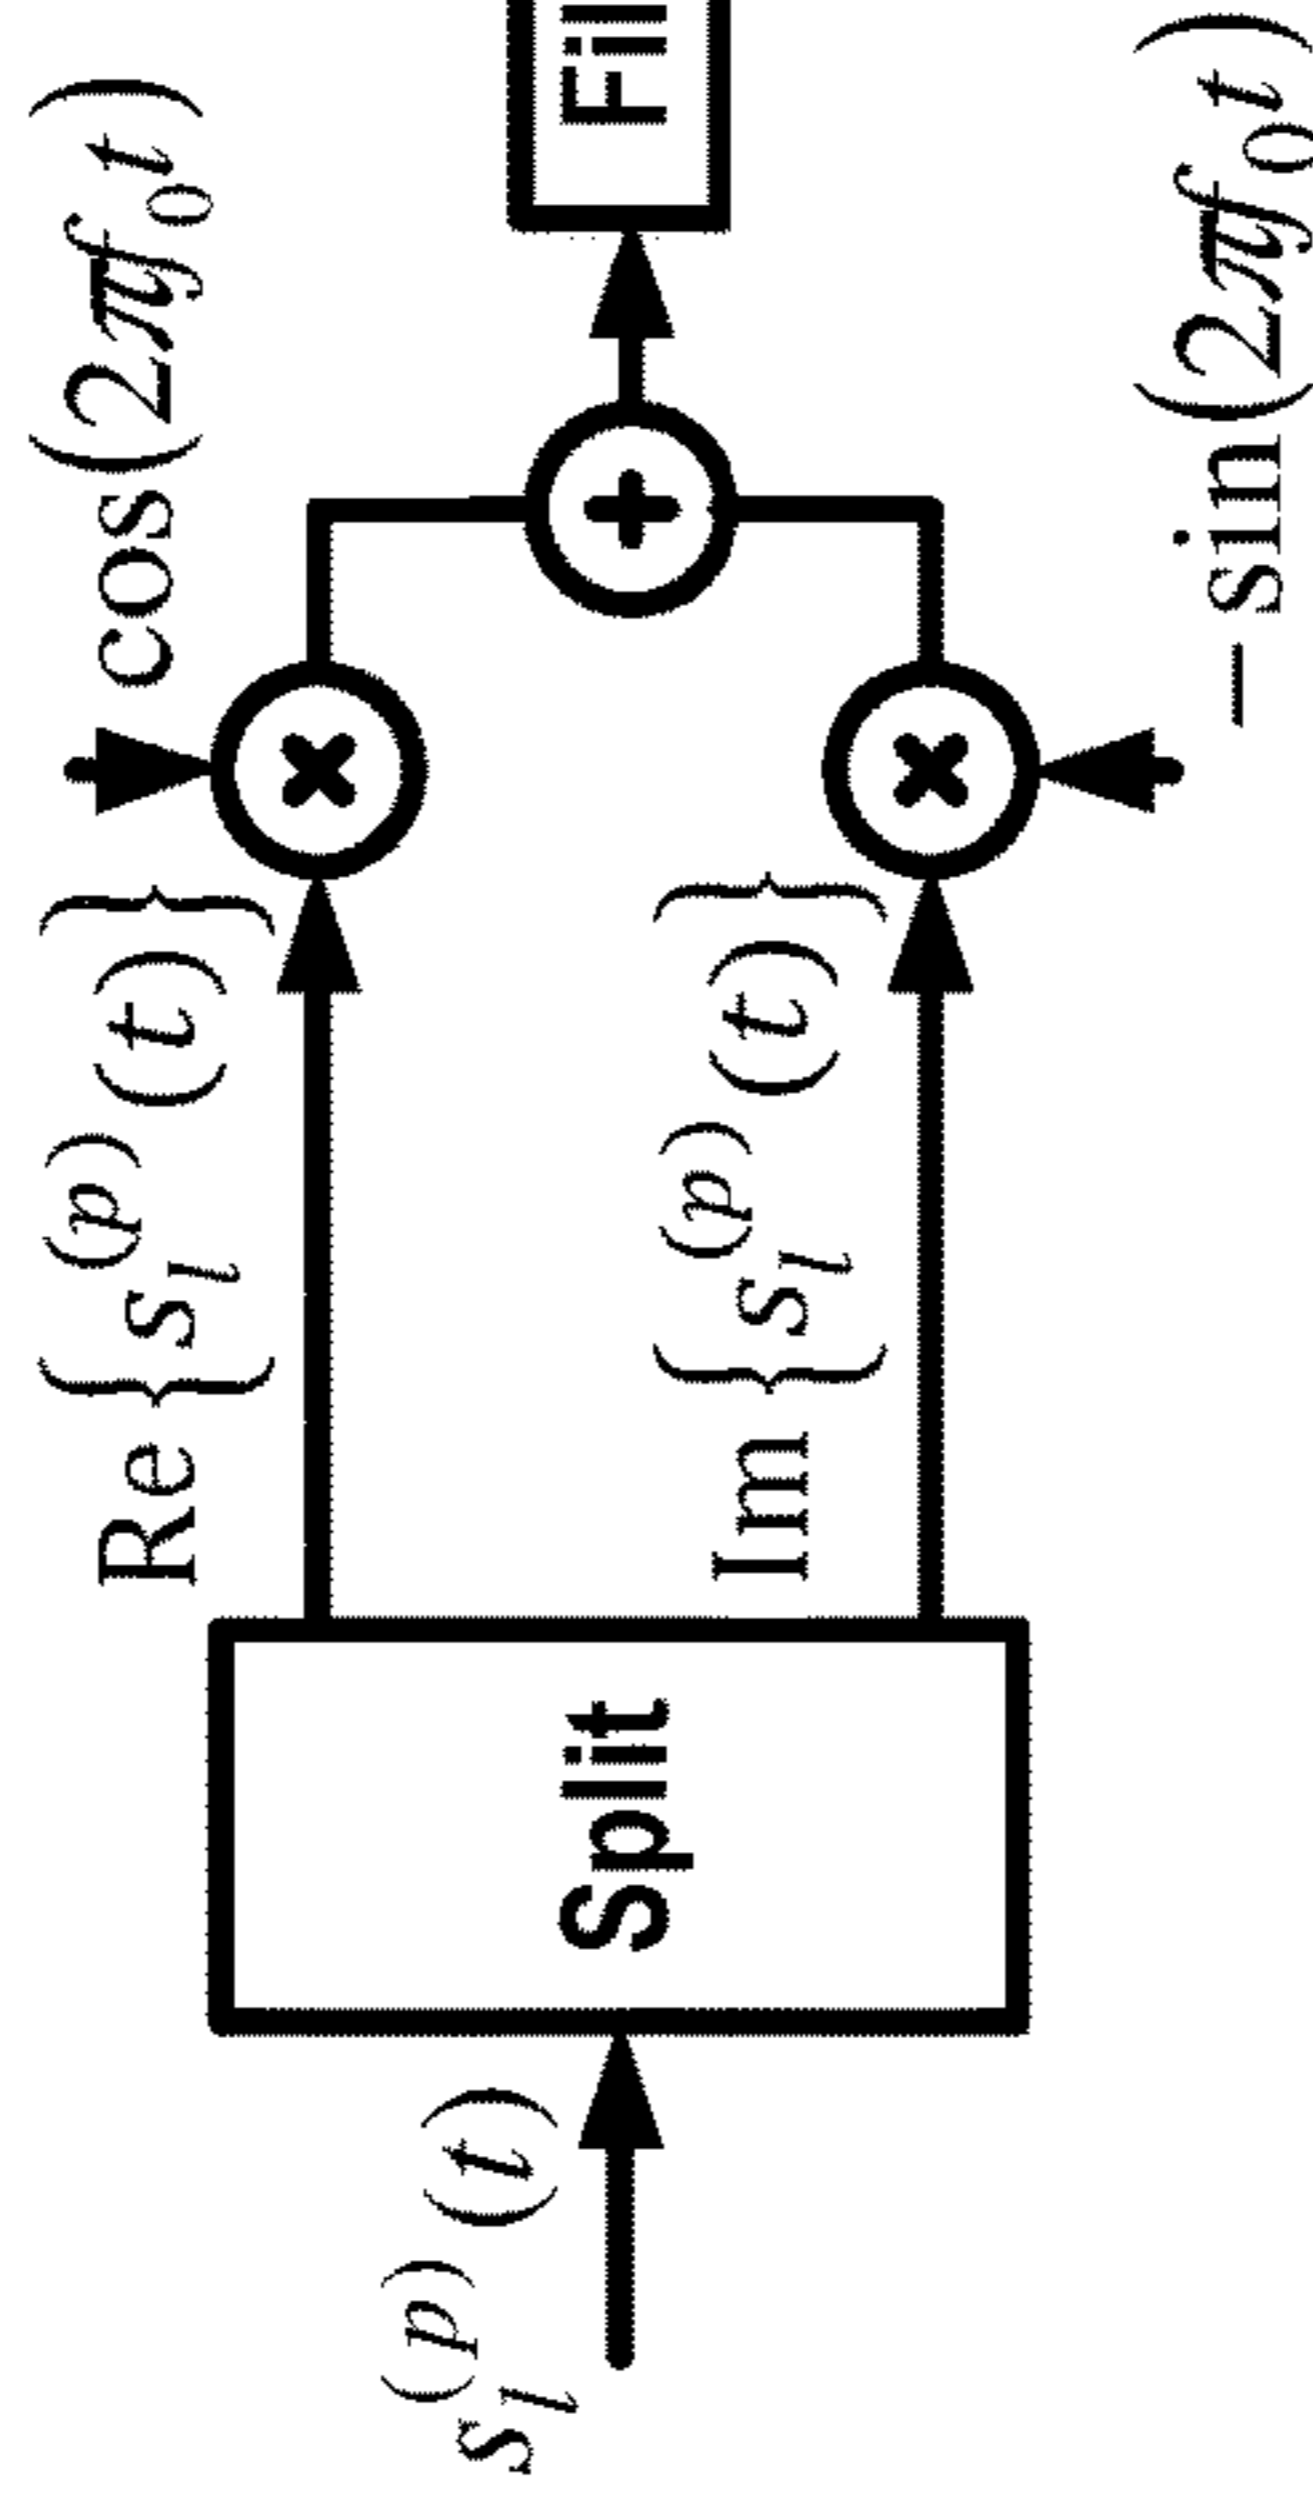 s_l^(p)(t)
Split
Re{s_l^(p)(t)}
Im{s_l^(p)(t)}
cos(2πf_0t)
−sin(2πf_0t)
Fil